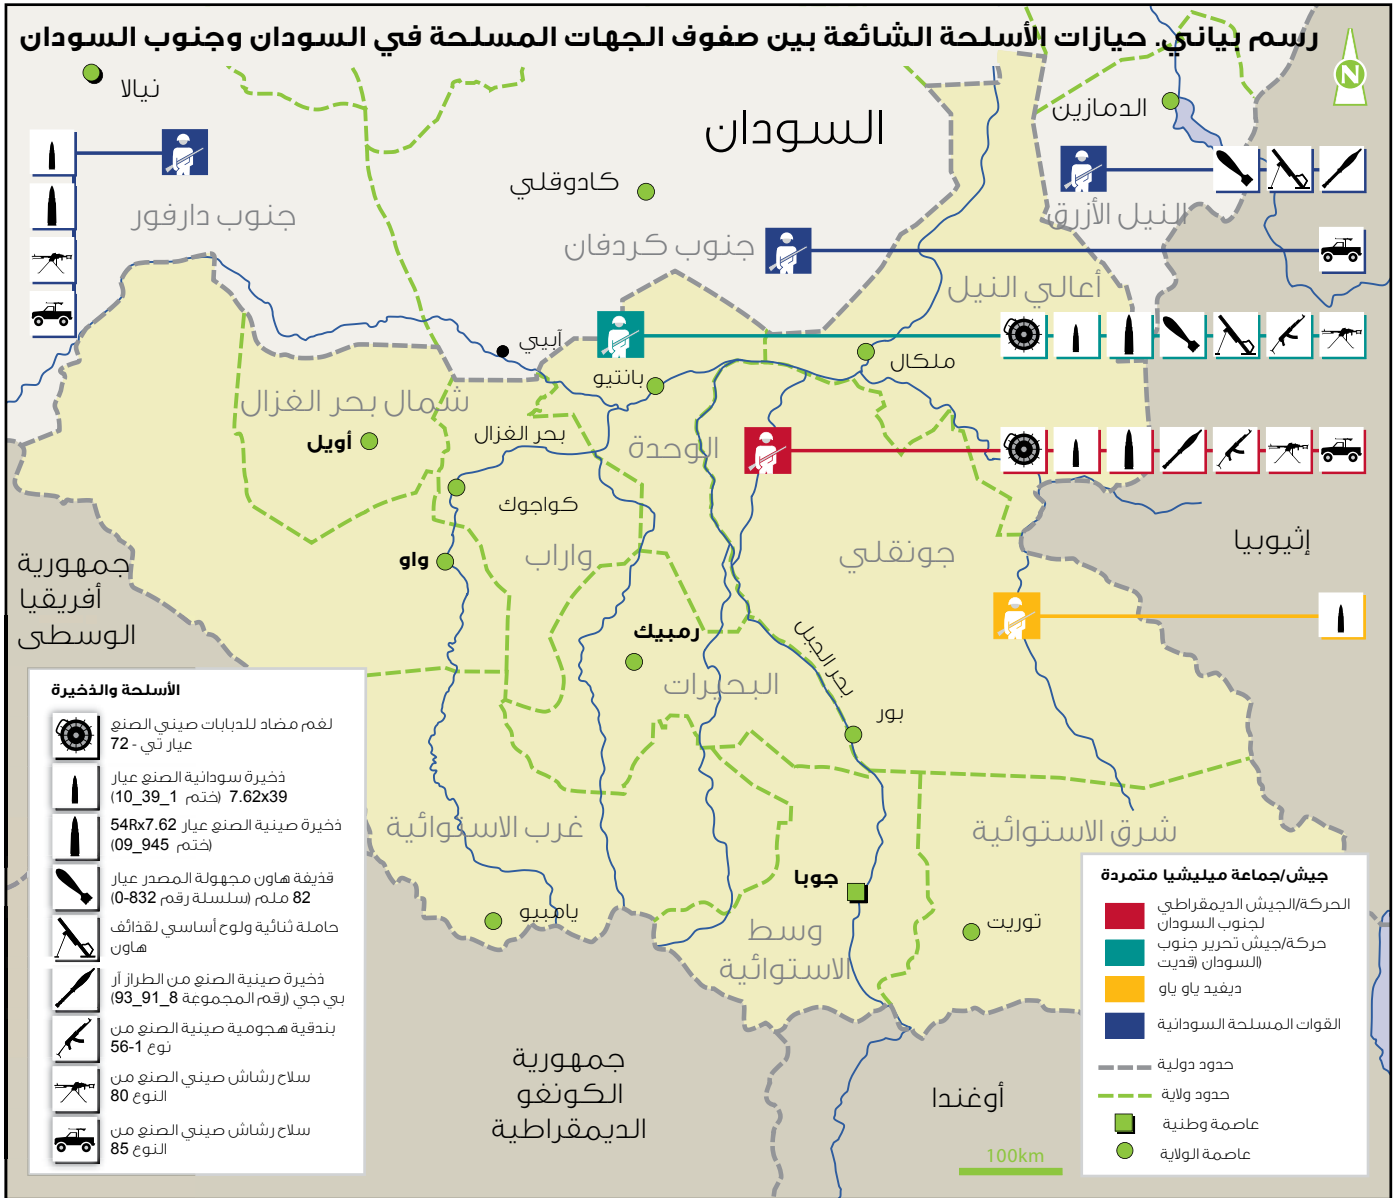 رسم بياني. حيازات الأسلحة الشائعة بين صفوف الجهات المسلحة في السودان وجنوب السودان
N
نيالا
الدمازين
السودان
كادوقلي
جنوب دارفور
النيل الأزرق
جنوب كردفان
أعالي النيل
آبيي
ملكال
بانتيو
شمال بحر الغزال
أويل
بحر الغزال
الوحدة
كواجوك
واراب
جونقلي
إثيوبيا
واو
جمهورية
أفريقيا
الوسطى
رمبيك
بحر الجبل
البحيرات
بور
غرب الاستوائية
شرق الاستوائية
جوبا
يامبيو
توريت
وسط
الاستوائية
جمهورية
الكونغو
الديمقراطية
أوغندا
100km
الأسلحة والذخيرة
لغم مضاد للدبابات صيني الصنع
عيار تي - 72
ذخيرة سودانية الصنع عيار
7.62x39 (ختم 1_39_10)
ذخيرة صينية الصنع عيار 54Rx7.62
(ختم 945_09)
قذيفة هاون مجهولة المصدر عيار
82 ملم (سلسلة رقم 832-0)
حاملة ثنائية ولوح أساسي لقذائف
هاون
ذخيرة صينية الصنع من الطراز آر
بي جي (رقم المجموعة 8_91_93)
بندقية هجومية صينية الصنع من
نوع 1-56
سلاح رشاش صيني الصنع من
النوع 80
سلاح رشاش صيني الصنع من
النوع 85
جيش/جماعة ميليشيا متمردة
الحركة/الجيش الديمقراطي
لجنوب السودان
حركة/جيش تحرير جنوب
السودان (قديت)
ديفيد ياو ياو
القوات المسلحة السودانية
حدود دولية
حدود ولاية
عاصمة وطنية
عاصمة الولاية